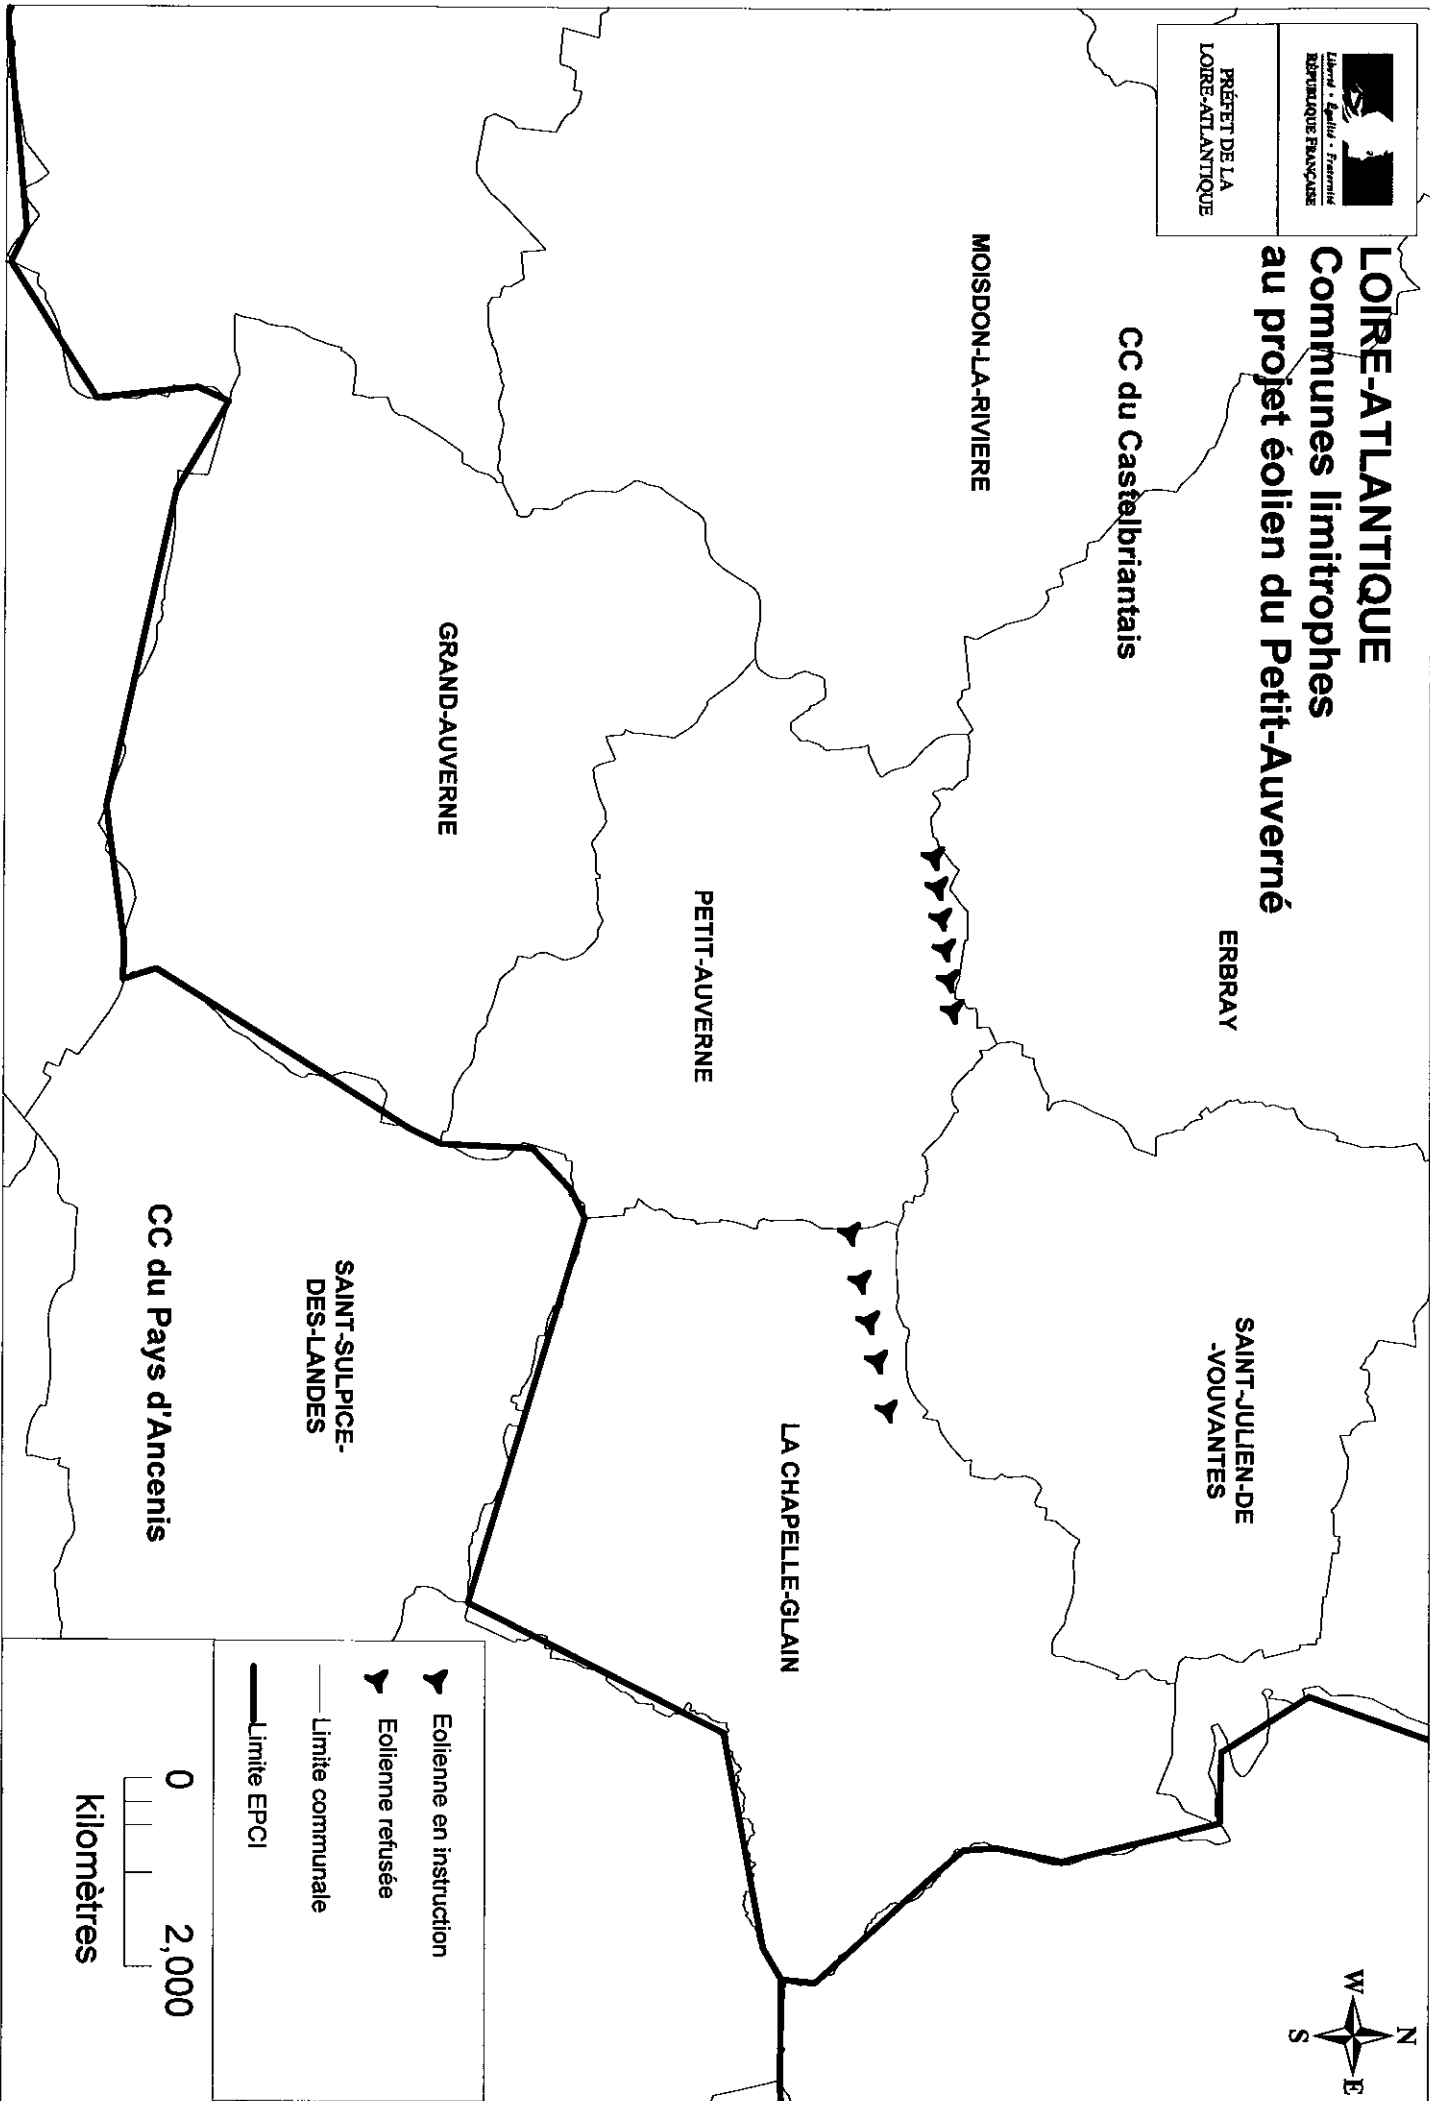 Liberté • Égalité • Fraternité
RÉPUBLIQUE FRANÇAISE
PRÉFET DE LA
LOIRE-ATLANTIQUE
LOIRE-ATLANTIQUE
Communes limitrophes
au projet éolien du Petit-Auverné
N
W
E
S
ERBRAY
SAINT-JULIEN-DE
-VOUVANTES
CC du Castelbriantais
MOISDON-LA-RIVIERE
LA CHAPELLE-GLAIN
PETIT-AUVERNE
GRAND-AUVERNE
SAINT-SULPICE-
DES-LANDES
CC du Pays d'Ancenis
Eolienne en instruction
Eolienne refusée
Limite communale
Limite EPCI
0 2,000
kilomètres